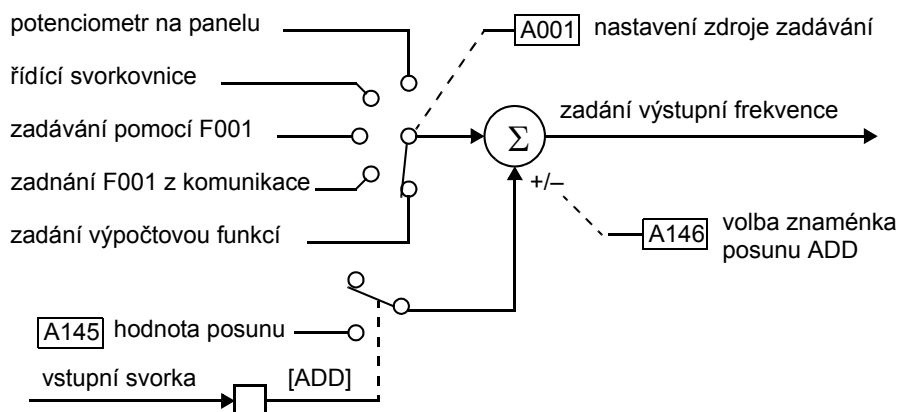 potenciometr na panelu
A001 nastavení zdroje zadávání
řídící svorkovnice
zadávání pomocí F001
Σ
zadání výstupní frekvence
zadnání F001 z komunikace
+/–
zadání výpočtovou funkcí
A146 volba znaménka
posunu ADD
A145 hodnota posunu
vstupní svorka [ADD]